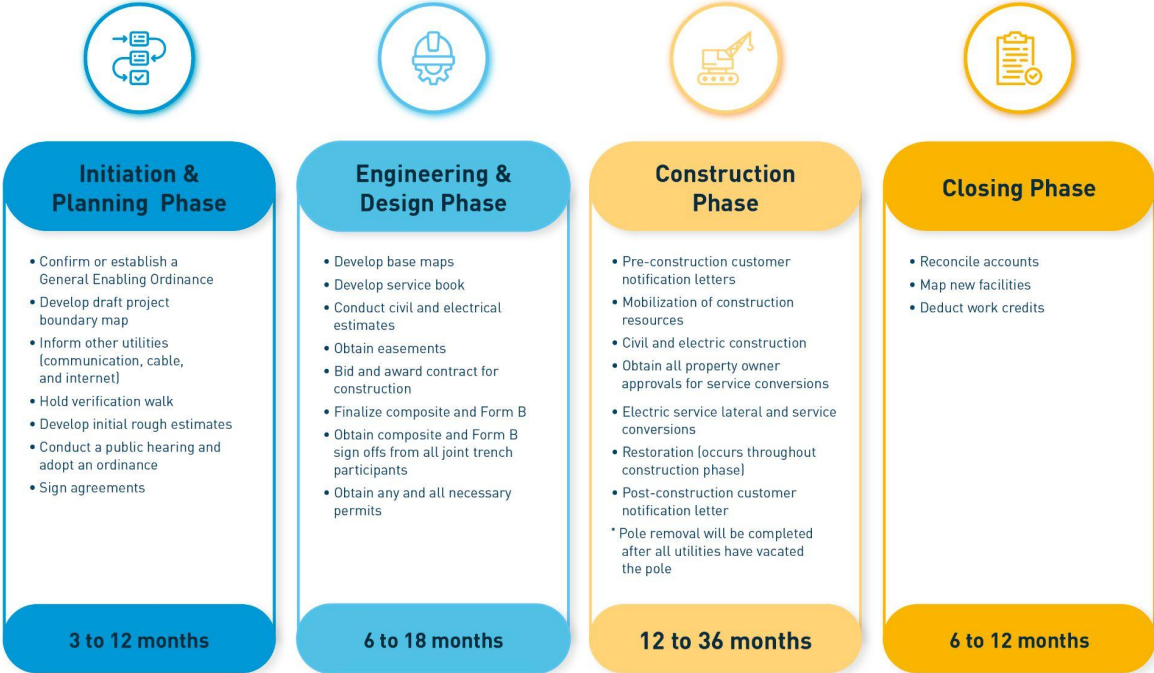 Initiation &
Planning Phase
• Confirm or establish a
General Enabling Ordinance
• Develop draft project
boundary map
• Inform other utilities
(communication, cable,
and internet)
• Hold verification walk
• Develop initial rough estimates
• Conduct a public hearing and
adopt an ordinance
• Sign agreements
3 to 12 months
Engineering &
Design Phase
• Develop base maps
• Develop service book
• Conduct civil and electrical
estimates
• Obtain easements
• Bid and award contract for
construction
• Finalize composite and Form B
• Obtain composite and Form B
sign offs from all joint trench
participants
• Obtain any and all necessary
permits
6 to 18 months
Construction
Phase
• Pre-construction customer
notification letters
• Mobilization of construction
resources
• Civil and electric construction
• Obtain all property owner
approvals for service conversions
• Electric service lateral and service
conversions
• Restoration (occurs throughout
construction phase)
• Post-construction customer
notification letter
* Pole removal will be completed
after all utilities have vacated
the pole
12 to 36 months
Closing Phase
• Reconcile accounts
• Map new facilities
• Deduct work credits
6 to 12 months